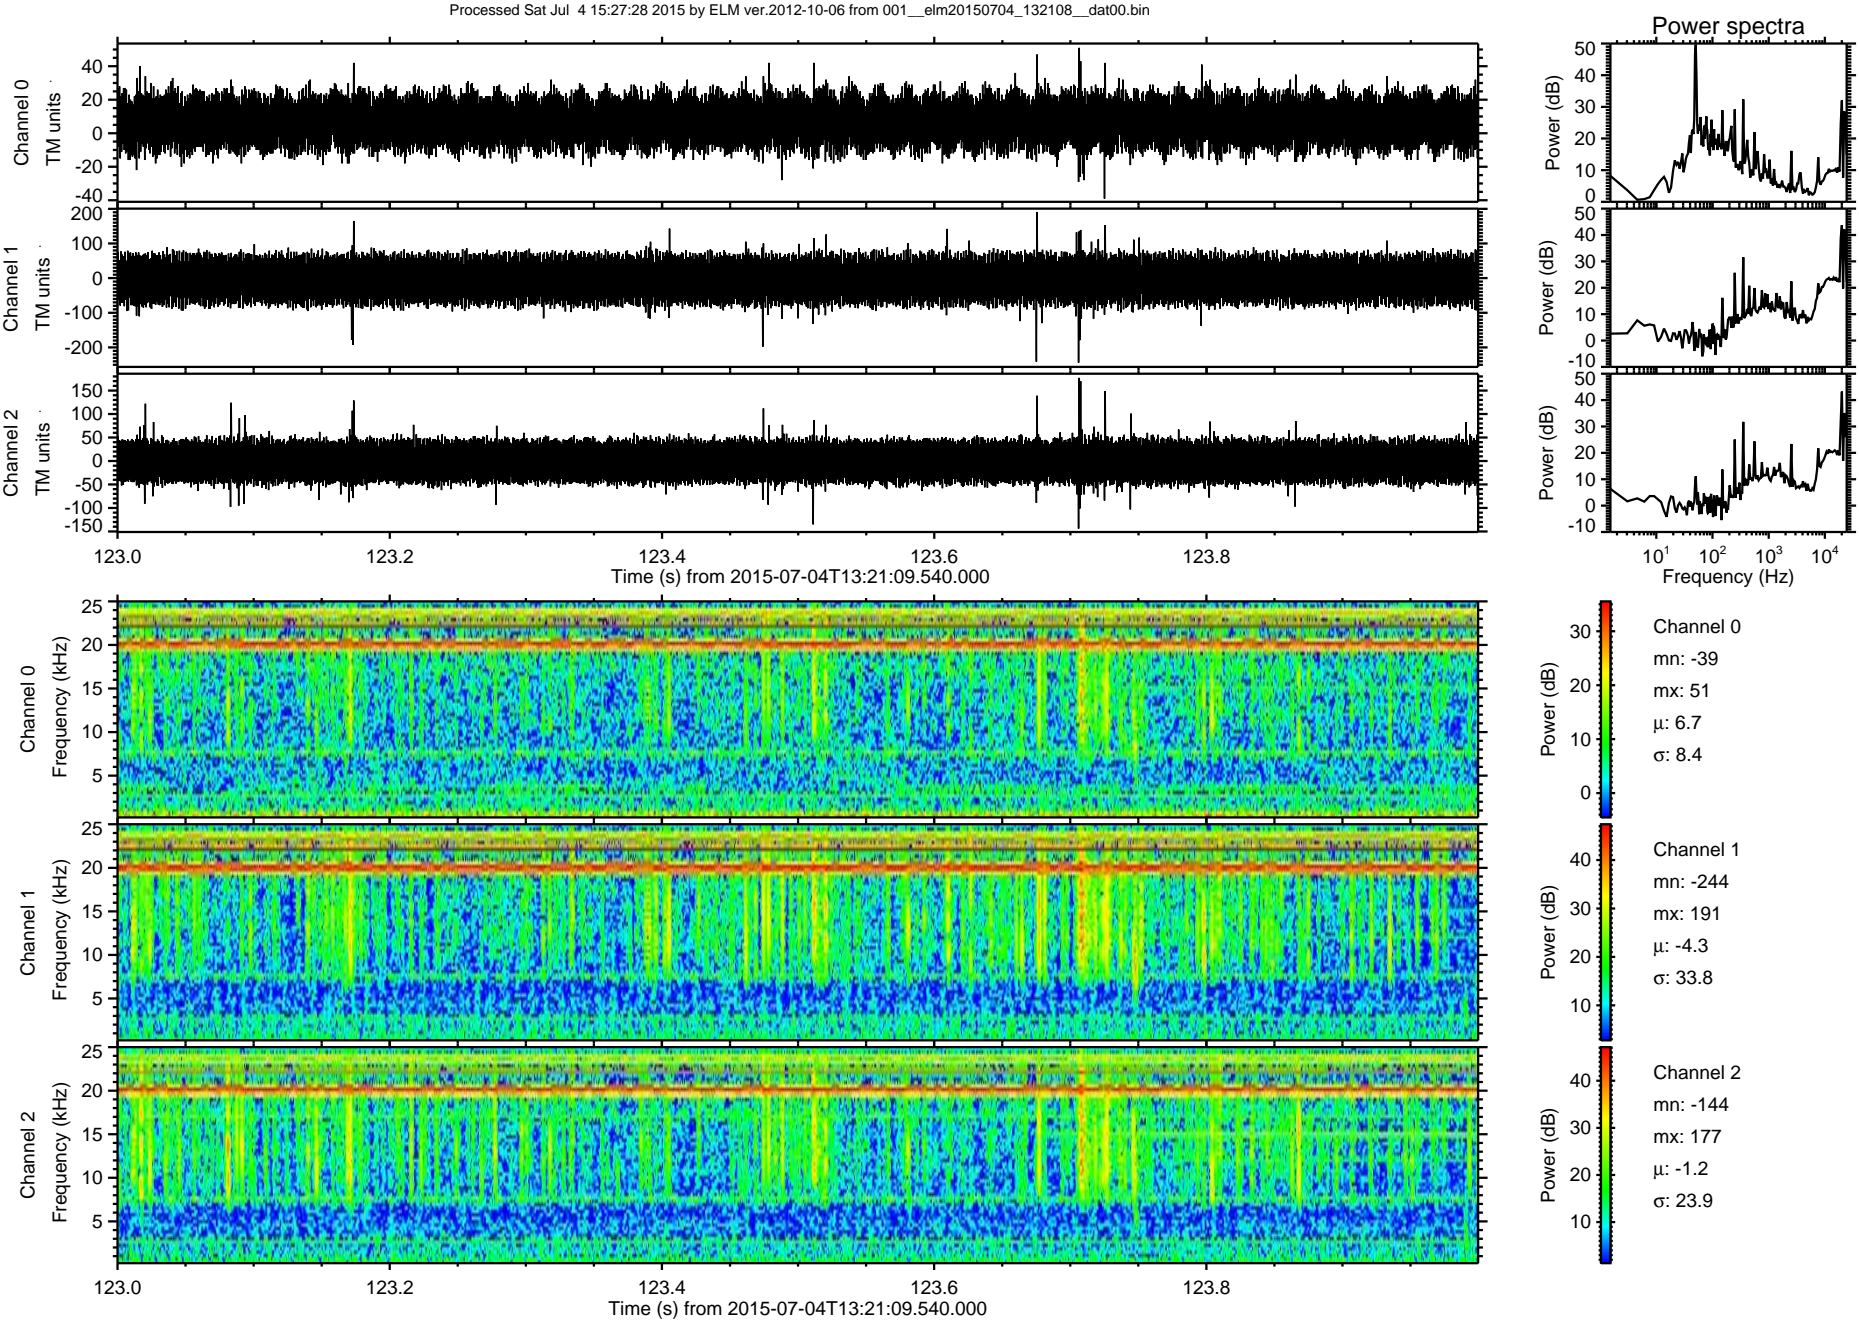 Processed Sat Jul  4 15:27:28 2015 by ELM ver.2012-10-06 from 001__elm20150704_132108__dat00.bin
Power spectra
Channel 0
TM units
40
20
0
-20
-40
Power (dB)
50
40
30
20
10
0
Channel 1
TM units
200
100
0
-100
-200
Power (dB)
50
40
30
20
10
0
-10
Channel 2
TM units
150
100
50
0
-50
-100
-150
Power (dB)
50
40
30
20
10
0
-10
123.0 123.2 123.4 123.6 123.8
Time (s) from 2015-07-04T13:21:09.540.000
10^1 10^2 10^3 10^4
Frequency (Hz)
Channel 0
Frequency (kHz)
25
20
15
10
5
Power (dB)
30
20
10
0
Channel 0
mn: -39
mx: 51
μ: 6.7
σ: 8.4
Channel 1
Frequency (kHz)
25
20
15
10
5
Power (dB)
40
30
20
10
Channel 1
mn: -244
mx: 191
μ: -4.3
σ: 33.8
Channel 2
Frequency (kHz)
25
20
15
10
5
Power (dB)
40
30
20
10
Channel 2
mn: -144
mx: 177
μ: -1.2
σ: 23.9
123.0 123.2 123.4 123.6 123.8
Time (s) from 2015-07-04T13:21:09.540.000